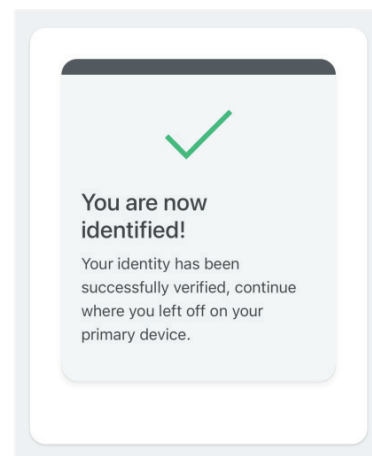 You are now
identified!
Your identity has been
successfully verified, continue
where you left off on your
primary device.